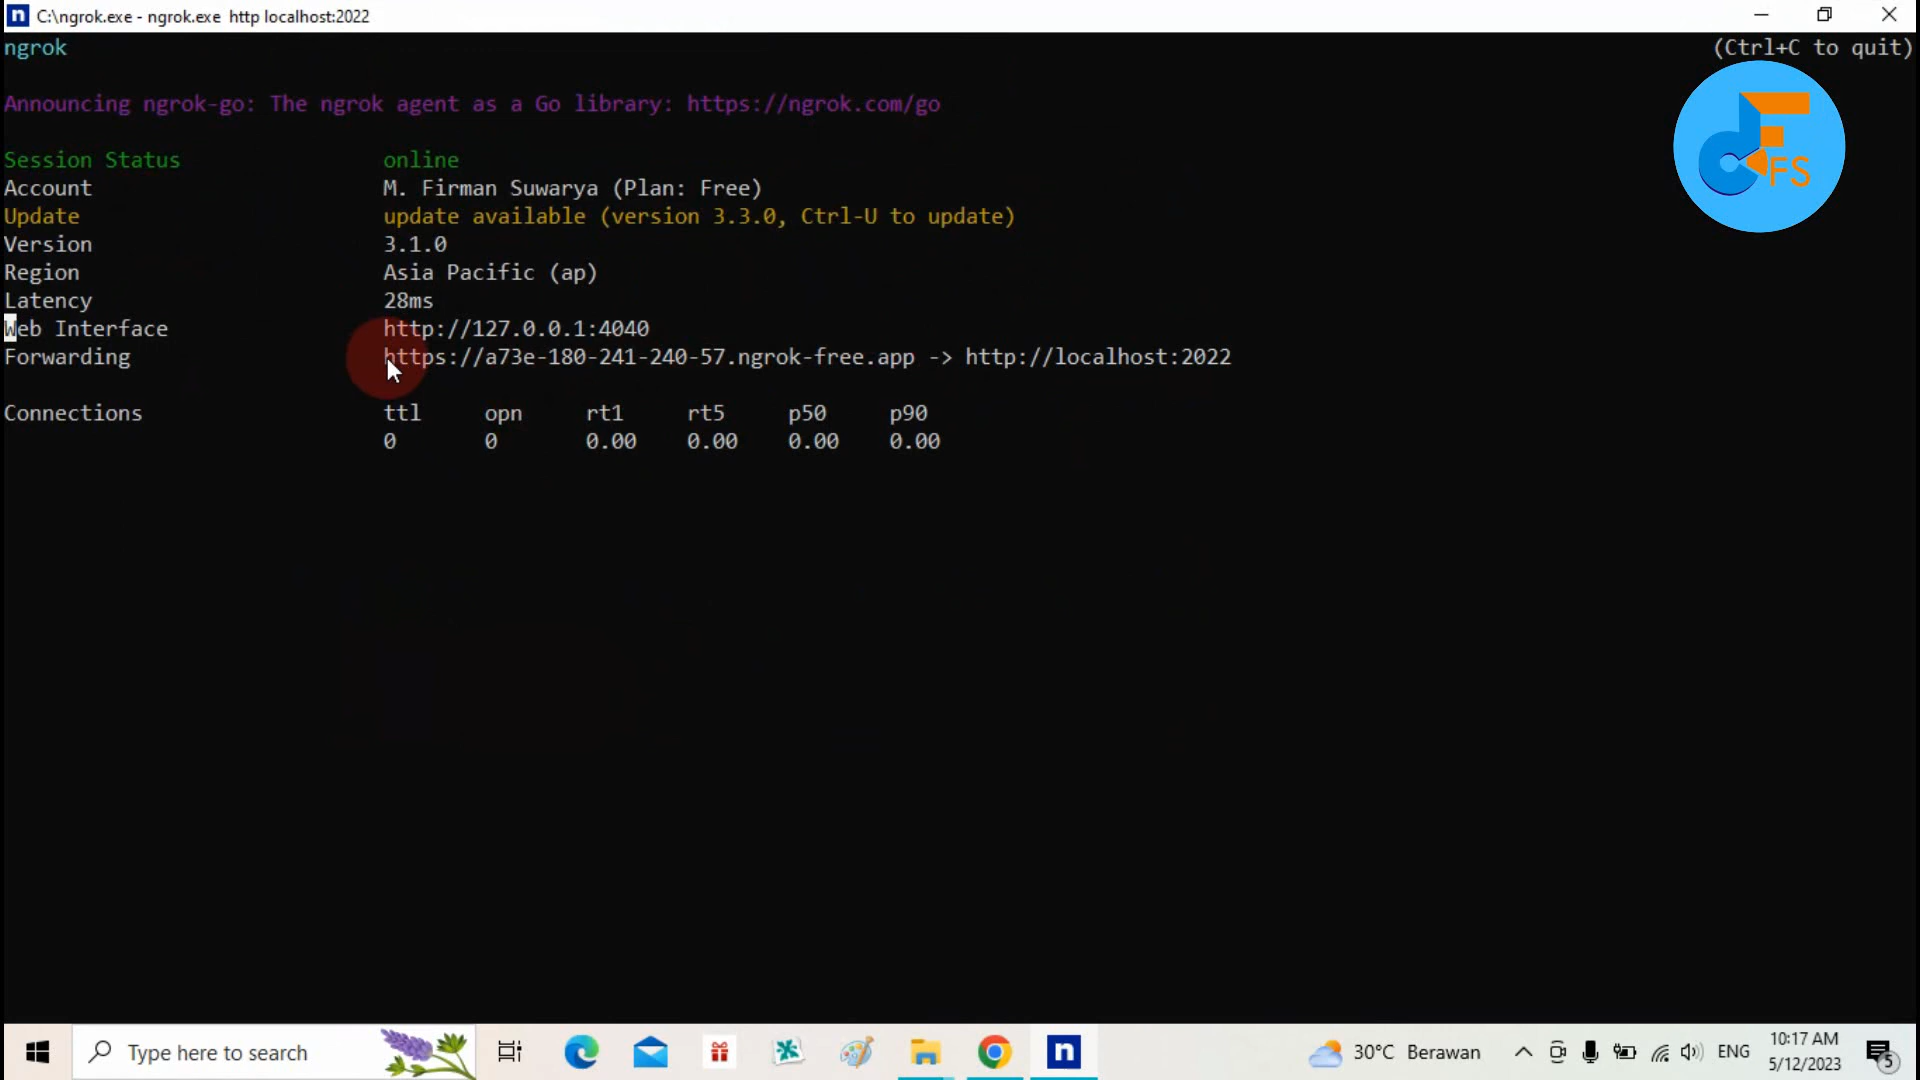 C:\ngrok.exe - ngrok.exe http localhost:2022
ngrok (Ctrl+C to quit)
Announcing ngrok-go: The ngrok agent as a Go library: https://ngrok.com/go
Session Status online
Account M. Firman Suwarya (Plan: Free)
Update update available (version 3.3.0, Ctrl-U to update)
Version 3.1.0
Region Asia Pacific (ap)
Latency 28ms
Web Interface http://127.0.0.1:4040
Forwarding https://a73e-180-241-240-57.ngrok-free.app -> http://localhost:2022
Connections ttl opn rt1 rt5 p50 p90
0 0 0.00 0.00 0.00 0.00
FS
Type here to search
30°C Berawan
ENG
10:17 AM
5/12/2023
5